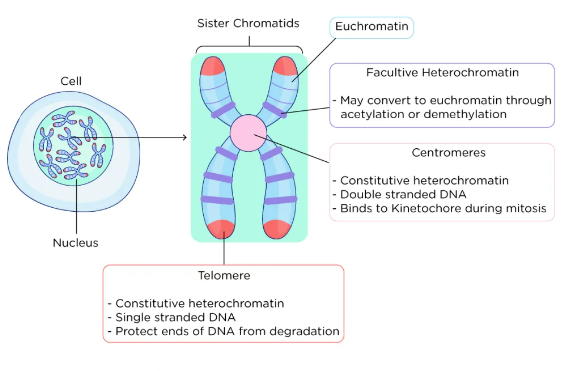 Sister Chromatids
Euchromatin
Cell
Facultive Heterochromatin
- May convert to euchromatin through
acetylation or demethylation
Centromeres
- Constitutive heterochromatin
- Double stranded DNA
- Binds to Kinetochore during mitosis
Nucleus
Telomere
- Constitutive heterochromatin
- Single stranded DNA
- Protect ends of DNA from degradation